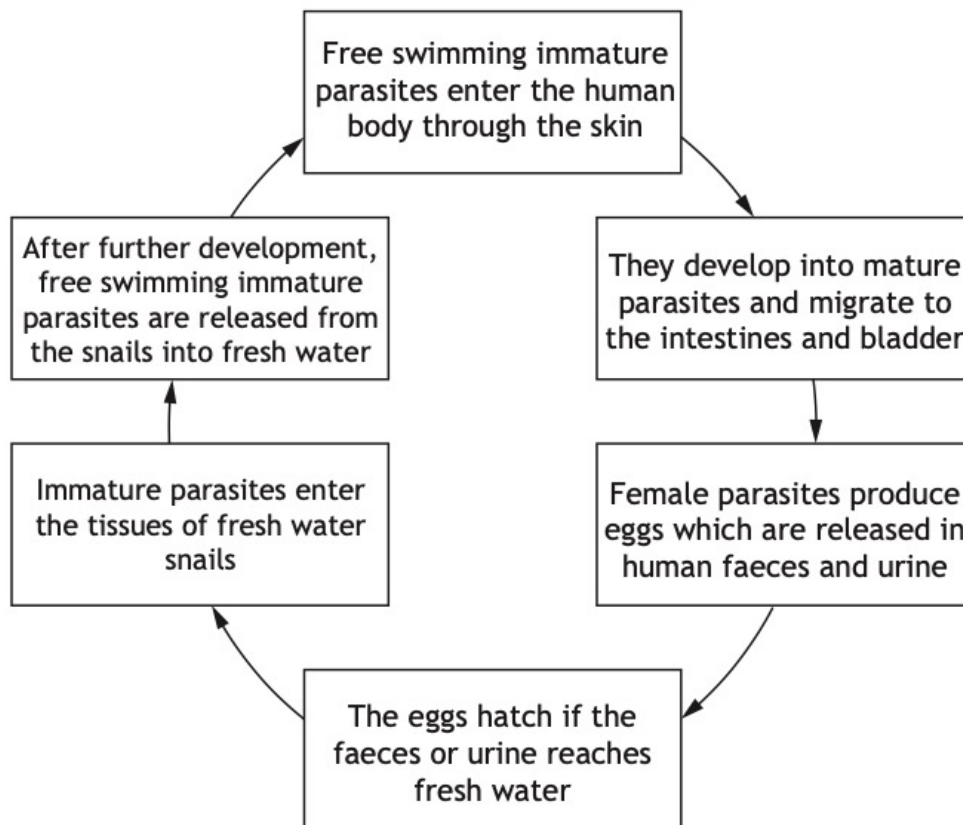 Free swimming immature
parasites enter the human
body through the skin
They develop into mature
parasites and migrate to
the intestines and bladder
Female parasites produce
eggs which are released in
human faeces and urine
The eggs hatch if the
faeces or urine reaches
fresh water
Immature parasites enter
the tissues of fresh water
snails
After further development,
free swimming immature
parasites are released from
the snails into fresh water